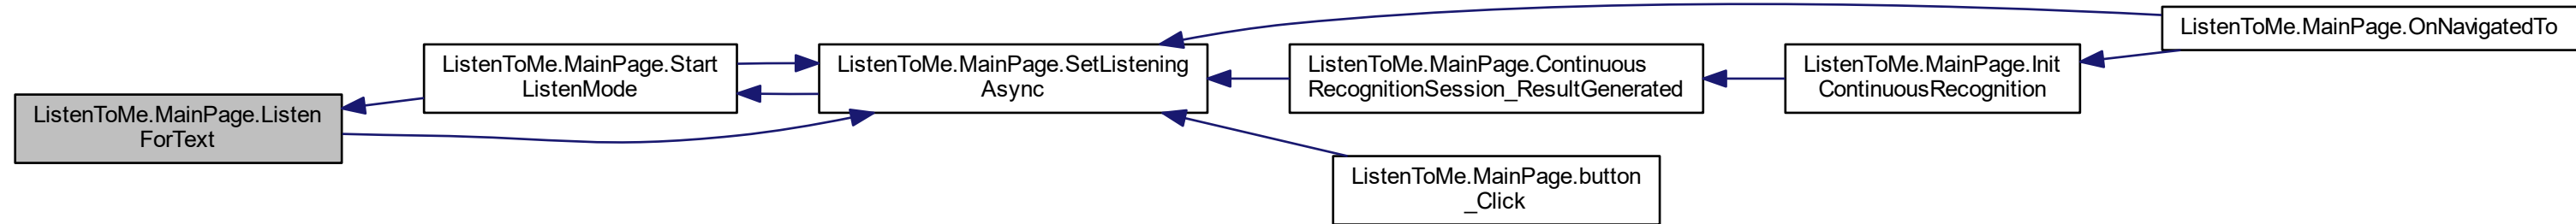 ListenToMe.MainPage.Listen
ForText
ListenToMe.MainPage.Start
ListenMode
ListenToMe.MainPage.SetListening
Async
ListenToMe.MainPage.Continuous
RecognitionSession_ResultGenerated
ListenToMe.MainPage.button
_Click
ListenToMe.MainPage.Init
ContinuousRecognition
ListenToMe.MainPage.OnNavigatedTo